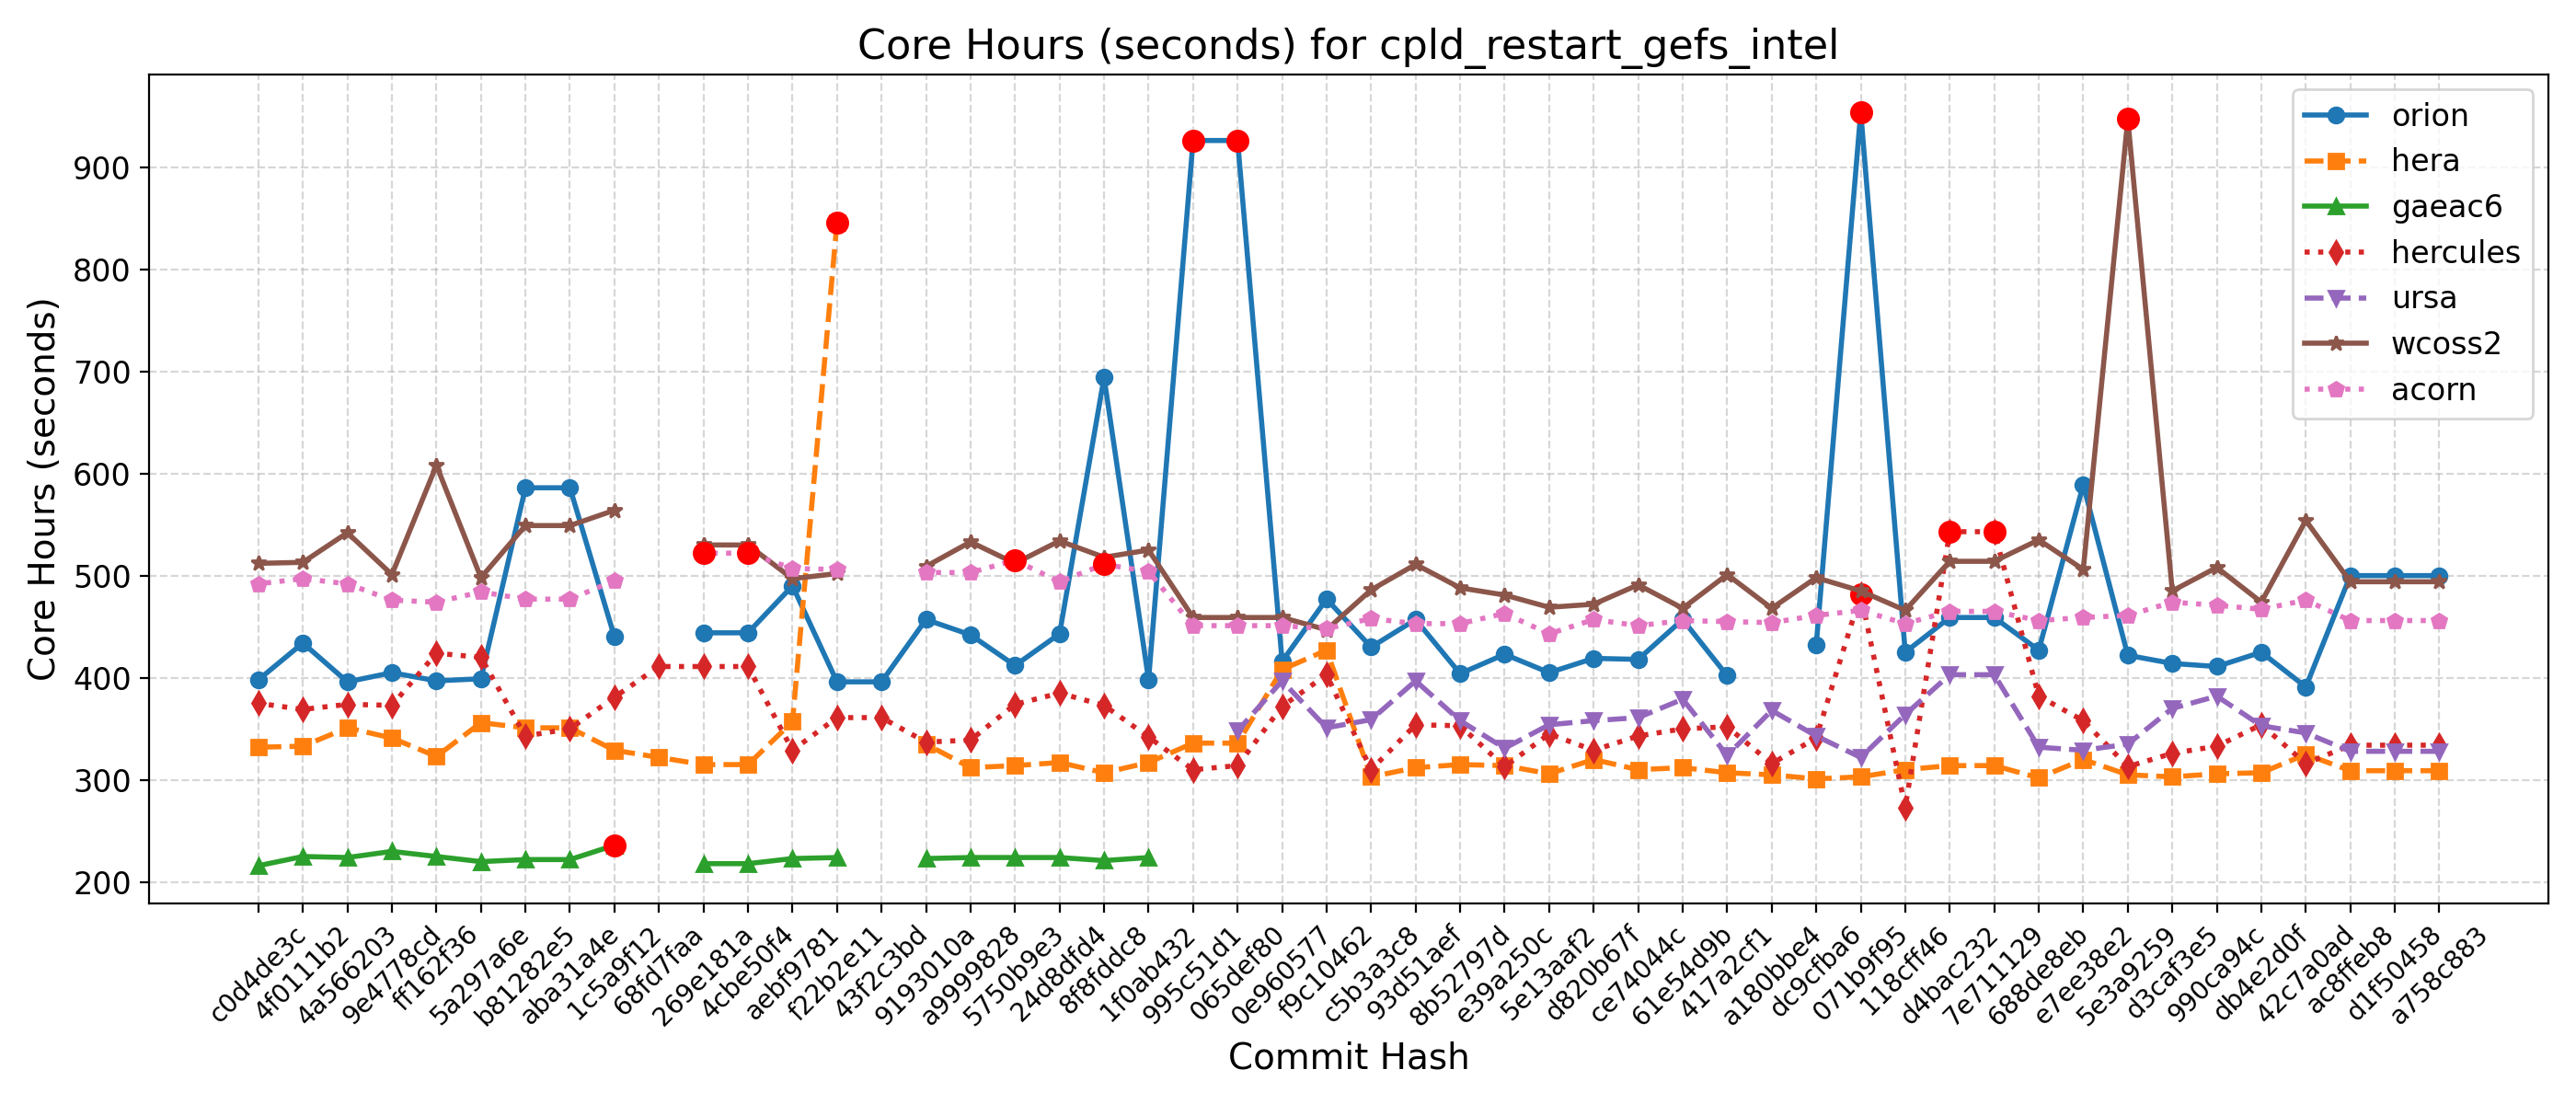 Core Hours (seconds) for cpld_restart_gefs_intel
Core Hours (seconds)
900
800
700
600
500
400
300
200
orion
hera
gaeac6
hercules
ursa
wcoss2
acorn
c0d4de3c
4f0111b2
4a566203
9e4778cd
ff162f36
5a297a6e
b81282e5
aba31a4e
1c5a9f12
68fd7faa
269e181a
4cbe50f4
aebf9781
f22b2e11
43f2c3bd
9193010a
a9999828
5750b9e3
24d8dfd4
8f8fddc8
1f0ab432
995c51d1
065def80
0e960577
f9c10462
c5b3a3c8
93d51aef
8b52797d
e39a250c
5e13aaf2
d820b67f
ce74044c
61e54d9b
417a2cf1
a180bbe4
dc9cfba6
071b9f95
118cff46
d4bac232
7e711129
688de8eb
e7ee38e2
5e3a9259
d3caf3e5
990ca94c
db4e2d0f
42c7a0ad
ac8ffeb8
d1f50458
a758c883
Commit Hash